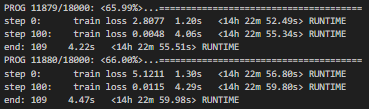 PROG 11879/18000: <65.99%>...=====================================
step 0: train loss 2.8077 1.20s <14h 22m 52.49s> RUNTIME
step 100: train loss 0.0048 4.06s <14h 22m 55.34s> RUNTIME
end: 109 4.22s <14h 22m 55.51s> RUNTIME
PROG 11880/18000: <66.00%>...=====================================
step 0: train loss 5.1211 1.30s <14h 22m 56.80s> RUNTIME
step 100: train loss 0.0115 4.29s <14h 22m 59.80s> RUNTIME
end: 109 4.47s <14h 22m 59.98s> RUNTIME